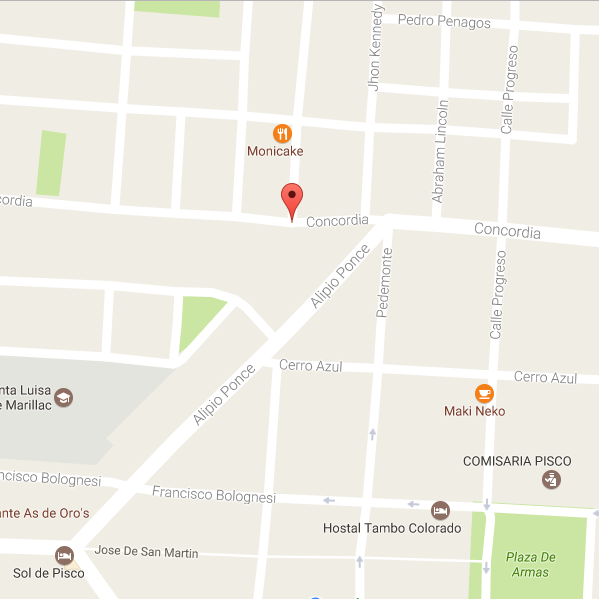 Pedro Penagos
Jhon Kennedy
Calle Progreso
Monicake
Abraham Lincoln
cordia
Concordia
Concordia
Alipio Ponce
Pedemonte
Calle Progreso
Cerro Azul
Cerro Azul
nta Luisa
e Marillac
Alipio Ponce
Maki Neko
COMISARIA PISCO
ncisco Bolognesi
Francisco Bolognesi
ante As de Oro's
Hostal Tambo Colorado
Jose De San Martin
Sol de Pisco
Plaza De
Armas